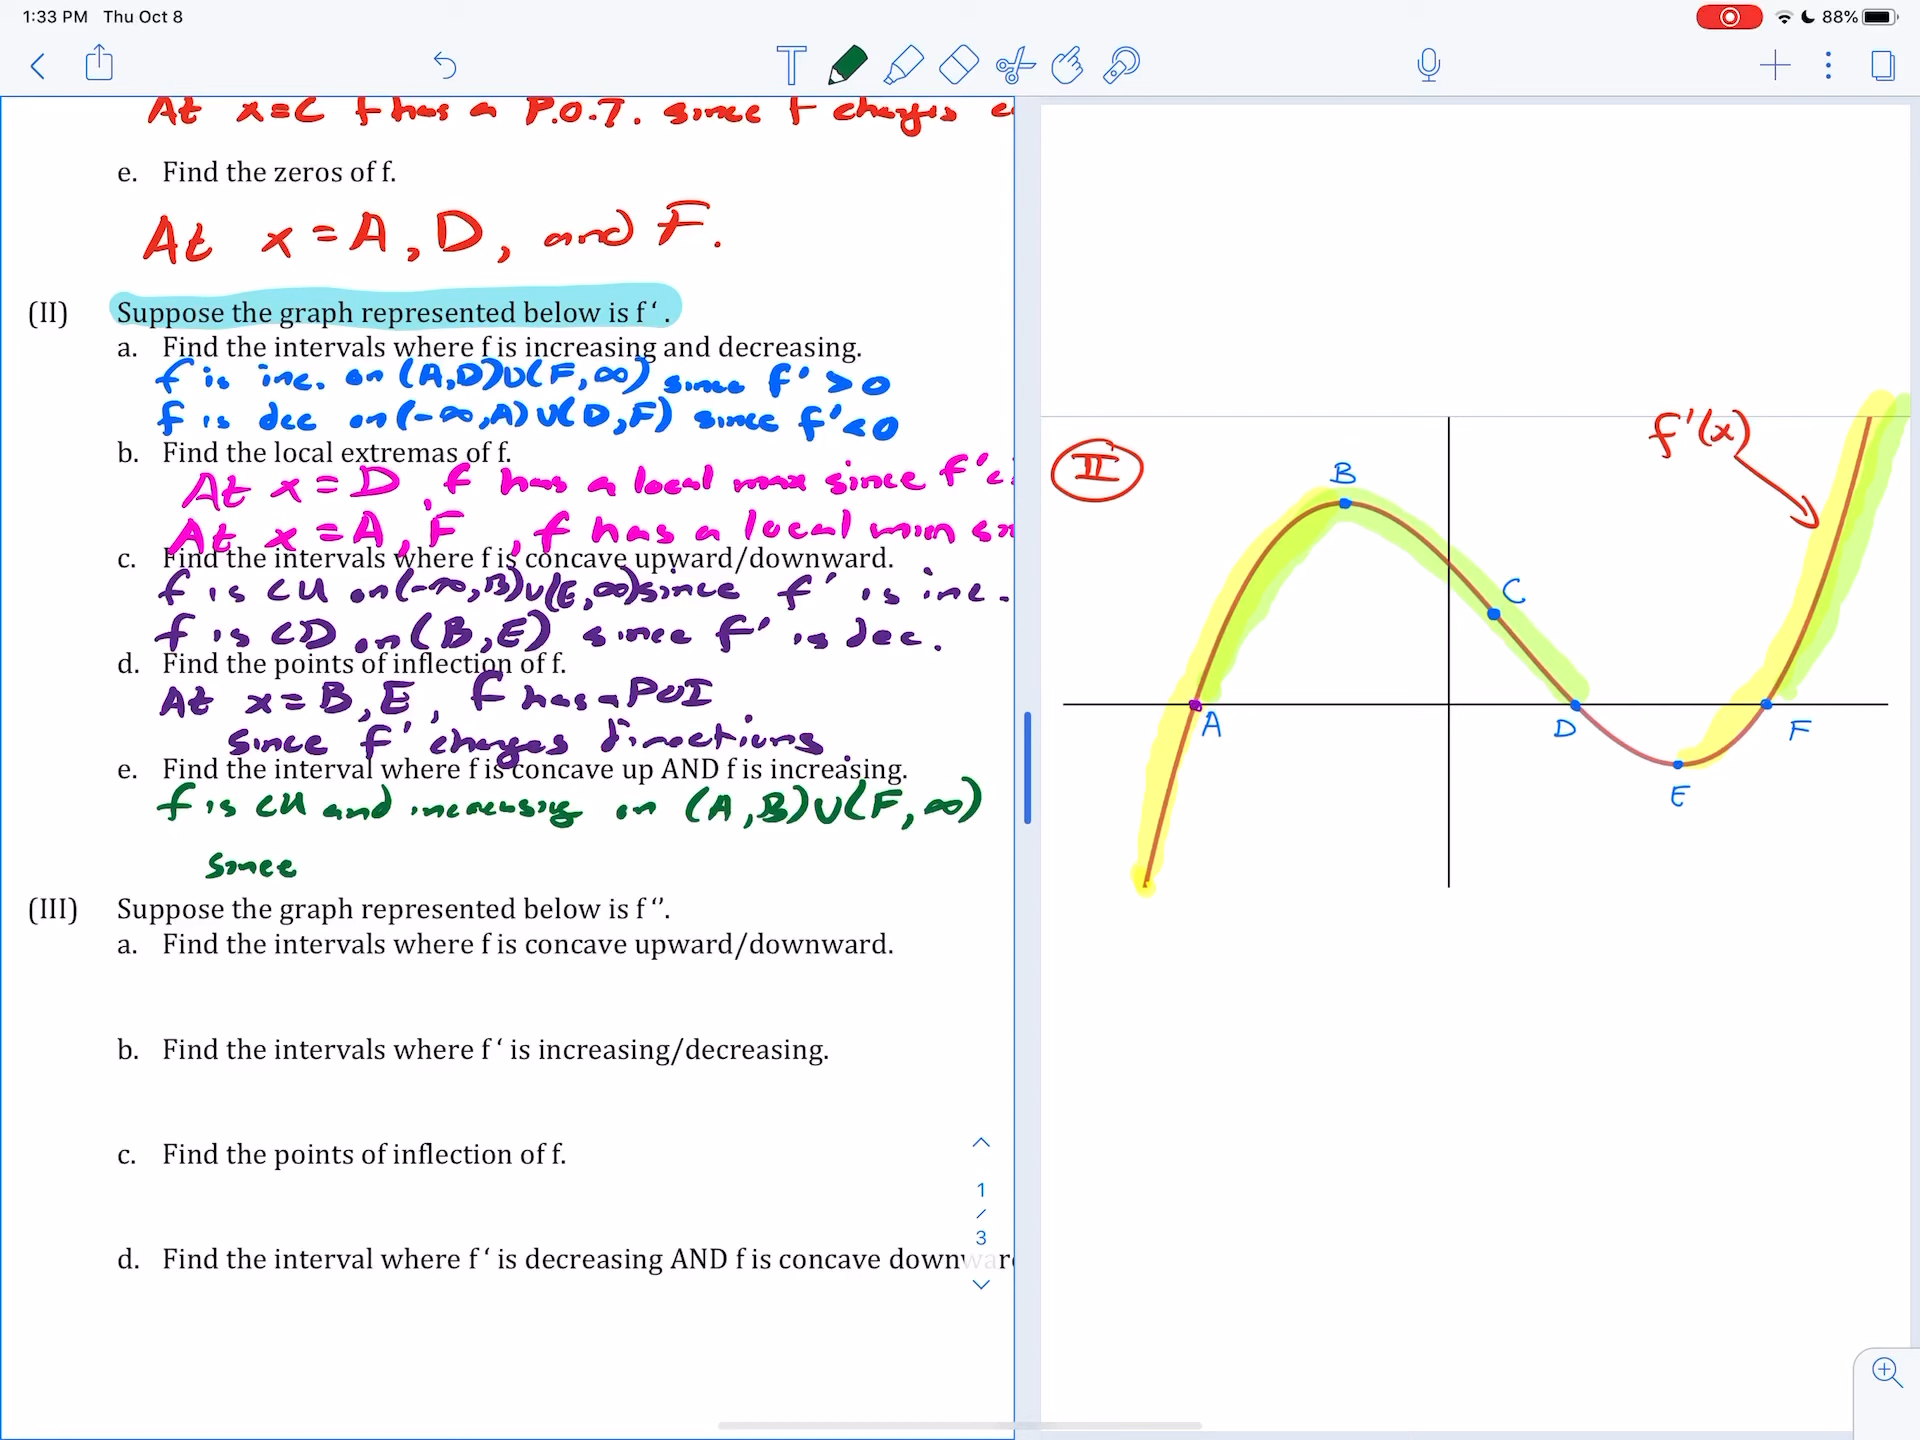 1:33 PM Thu Oct 8
88%
At x=C f has a P.O.I. since f changes c
e. Find the zeros of f.
At x=A, D, and F.
(II) Suppose the graph represented below is f ‘.
a. Find the intervals where f is increasing and decreasing.
f is inc. on (A,D)∪(F,∞) since f' > 0
f is dec on (-∞,A)∪(D,F) since f' < 0
b. Find the local extremas of f.
At x=D, f has a local max since f' c
At x=A, F, f has a local min sin
c. Find the intervals where f is concave upward/downward.
f is CU on (-∞,B)∪(E,∞) since f' is inc.
f is CD on (B,E) since f' is dec.
d. Find the points of inflection of f.
At x=B, E, f has a POI
since f' changes directions.
e. Find the interval where f is concave up AND f is increasing.
f is CU and increasing on (A,B)∪(F,∞)
since
(III) Suppose the graph represented below is f ‘’.
a. Find the intervals where f is concave upward/downward.
b. Find the intervals where f ‘ is increasing/decreasing.
c. Find the points of inflection of f.
d. Find the interval where f ‘ is decreasing AND f is concave downwar
1
/
3
II
f'(x)
B
C
A
D
F
E